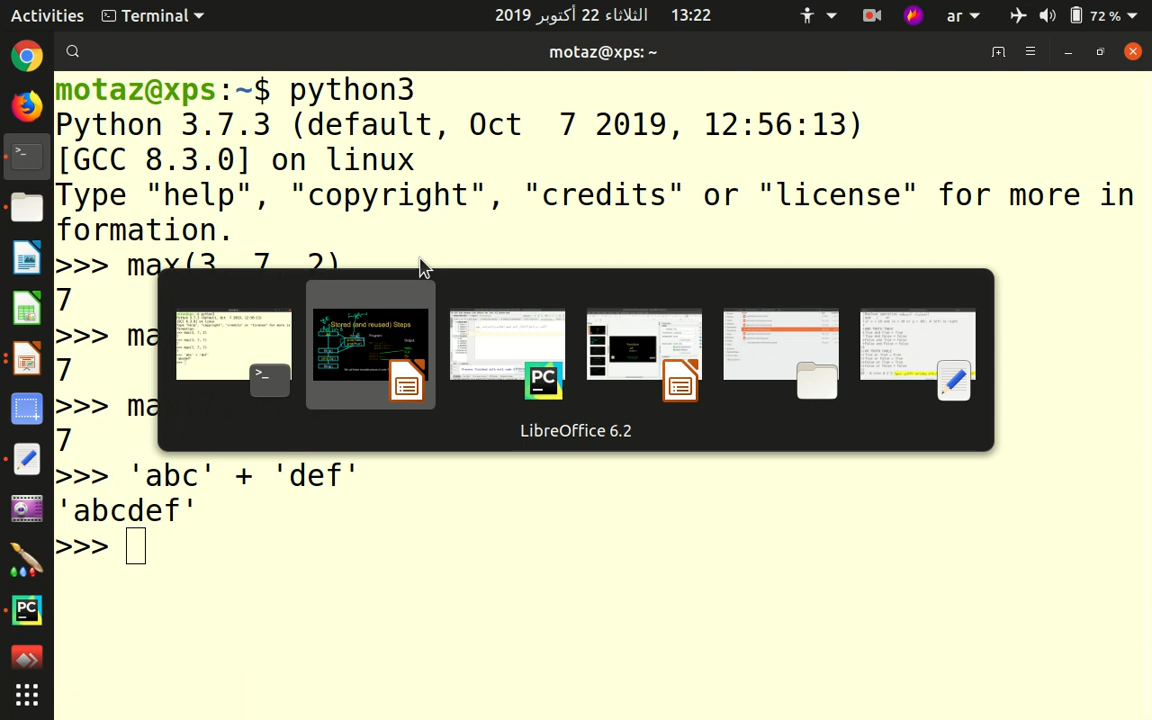 Activities Terminal الثلاثاء 22 أكتوبر 2019 13:22 ar 72 %
motaz@xps: ~
motaz@xps:~$ python3
Python 3.7.3 (default, Oct  7 2019, 12:56:13)
[GCC 8.3.0] on linux
Type "help", "copyright", "credits" or "license" for more in
formation.
>>> max(3, 7, 2)
7
>>> ma
7
>>> ma
7
Stored (and reused) Steps
PC
LibreOffice 6.2
>>> 'abc' + 'def'
'abcdef'
>>>
PC